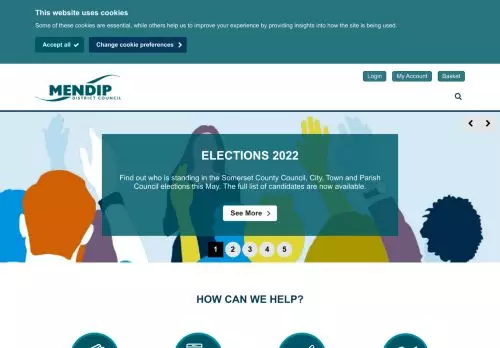 This website uses cookies
Some of these cookies are essential, while others help us to improve your experience by providing insights into how the site is being used.
Accept all
Change cookie preferences
Login
My Account
Basket
MENDIP
DISTRICT COUNCIL
ELECTIONS 2022
Find out who is standing in the Somerset County Council, City, Town and Parish
Council elections this May. The full list of candidates are now available.
See More
1 2 3 4 5
HOW CAN WE HELP?